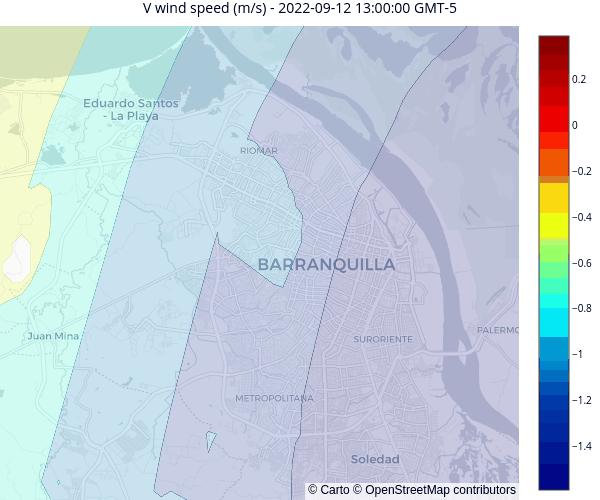 V wind speed (m/s) - 2022-09-12 13:00:00 GMT-5
Eduardo Santos
- La Playa
RIOMAR
BARRANQUILLA
Juan Mina
SURORIENTE
PALERMO
METROPOLITANA
Soledad
© Carto © OpenStreetMap contributors
0.2
0
−0.2
−0.4
−0.6
−0.8
−1
−1.2
−1.4